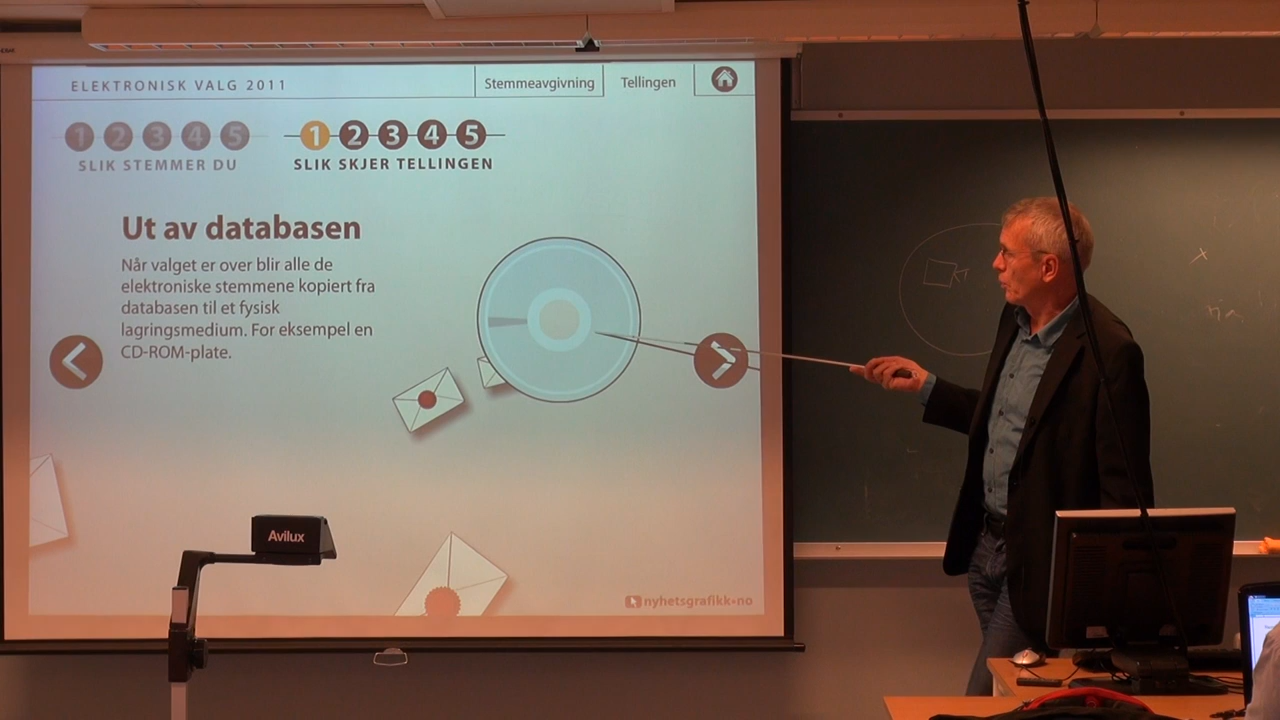 ELEKTRONISK VALG 2011
Stemmeavgivning
Tellingen
1 2 3 4 5
SLIK STEMMER DU
1 2 3 4 5
SLIK SKJER TELLINGEN
Ut av databasen
Når valget er over blir alle de
elektroniske stemmene kopiert fra
databasen til et fysisk
lagringsmedium. For eksempel en
CD-ROM-plate.
Avilux
nyhetsgrafikk•no